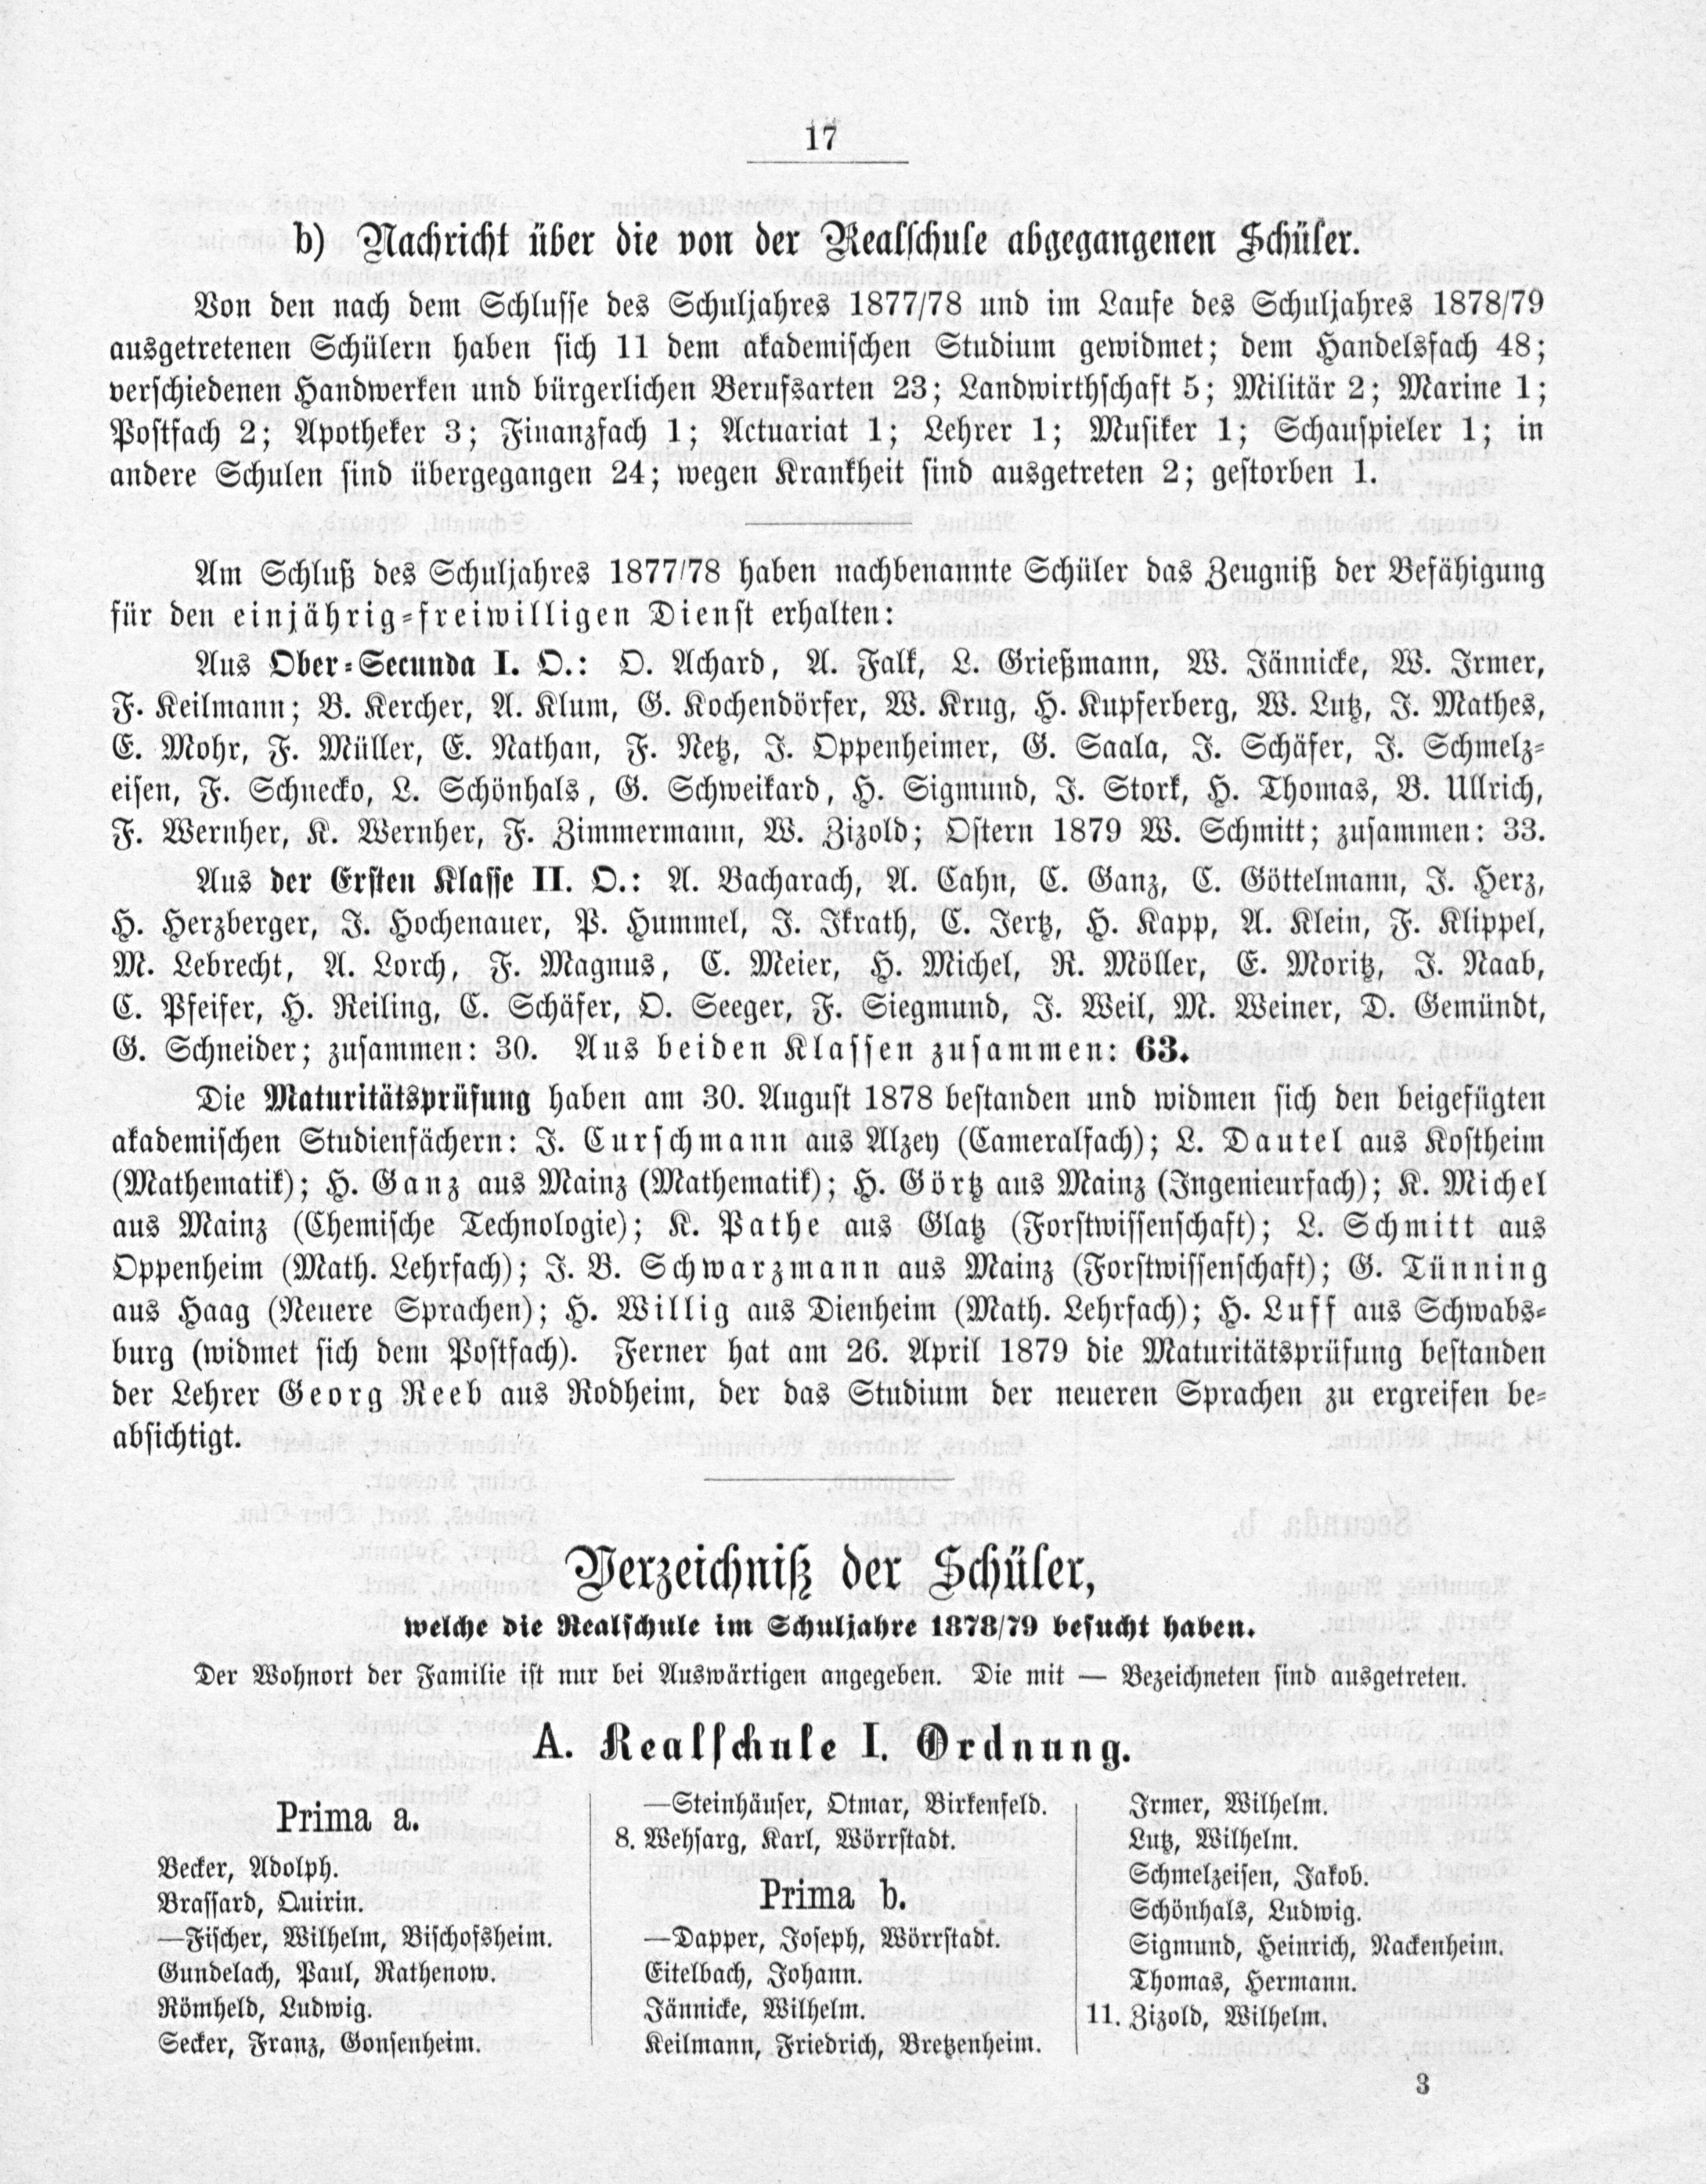 17
b) Nachricht über die von der Realschule abgegangenen Schüler.
Von den nach dem Schlusse des Schuljahres 1877/78 und im Laufe des Schuljahres 1878/79
ausgetretenen Schülern haben sich 11 dem akademischen Studium gewidmet; dem Handelsfach 48;
verschiedenen Handwerken und bürgerlichen Berufsarten 23; Landwirthschaft 5; Militär 2; Marine 1;
Postfach 2; Apotheker 3; Finanzfach 1; Actuariat 1; Lehrer 1; Musiker 1; Schauspieler 1; in
andere Schulen sind übergegangen 24; wegen Krankheit sind ausgetreten 2; gestorben 1.
Am Schluß des Schuljahres 1877/78 haben nachbenannte Schüler das Zeugniß der Befähigung
für den einjährig-freiwilligen Dienst erhalten:
Aus Ober-Secunda I. O.: O. Achard, A. Falk, L. Grießmann, W. Jännicke, W. Irmer,
F. Keilmann; B. Kercher, A. Klum, G. Kochendörfer, W. Krug, H. Kupferberg, W. Lutz, J. Mathes,
E. Mohr, F. Müller, E. Nathan, F. Netz, J. Oppenheimer, G. Saala, J. Schäfer, J. Schmelz-
eisen, F. Schnecko, L. Schönhals, G. Schweikard, H. Sigmund, J. Stork, H. Thomas, B. Ullrich,
F. Wernher, K. Wernher, F. Zimmermann, W. Zizold; Ostern 1879 W. Schmitt; zusammen: 33.
Aus der Ersten Klasse II. O.: A. Bacharach, A. Cahn, C. Ganz, C. Göttelmann, J. Herz,
H. Herzberger, J. Hochenauer, P. Hummel, J. Ikrath, C. Jertz, H. Kapp, A. Klein, F. Klippel,
M. Lebrecht, A. Lorch, F. Magnus, C. Meier, H. Michel, R. Möller, E. Moritz, J. Naab,
C. Pfeifer, H. Reiling, C. Schäfer, O. Seeger, F. Siegmund, J. Weil, M. Weiner, D. Gemündt,
G. Schneider; zusammen: 30. Aus beiden Klassen zusammen: 63.
Die Maturitätsprüfung haben am 30. August 1878 bestanden und widmen sich den beigefügten
akademischen Studienfächern: J. Curschmann aus Alzey (Cameralfach); L. Dautel aus Kostheim
(Mathematik); H. Ganz aus Mainz (Mathematik); H. Görtz aus Mainz (Ingenieurfach); K. Michel
aus Mainz (Chemische Technologie); K. Pathe aus Glatz (Forstwissenschaft); L. Schmitt aus
Oppenheim (Math. Lehrfach); J. B. Schwarzmann aus Mainz (Forstwissenschaft); G. Tünning
aus Haag (Neuere Sprachen); H. Willig aus Dienheim (Math. Lehrfach); H. Luff aus Schwabs-
burg (widmet sich dem Postfach). Ferner hat am 26. April 1879 die Maturitätsprüfung bestanden
der Lehrer Georg Reeb aus Rodheim, der das Studium der neueren Sprachen zu ergreifen be-
absichtigt.
Verzeichniß der Schüler,
welche die Realschule im Schuljahre 1878/79 besucht haben.
Der Wohnort der Familie ist nur bei Auswärtigen angegeben. Die mit — Bezeichneten sind ausgetreten.
A. Realschule I. Ordnung.
Prima a.
Becker, Adolph.
Brassard, Quirin.
—Fischer, Wilhelm, Bischofsheim.
Gundelach, Paul, Rathenow.
Römheld, Ludwig.
Secker, Franz, Gonsenheim.
—Steinhäuser, Otmar, Birkenfeld.
8. Wehsarg, Karl, Wörrstadt.
Prima b.
—Dapper, Joseph, Wörrstadt.
Eitelbach, Johann.
Jännicke, Wilhelm.
Keilmann, Friedrich, Bretzenheim.
Irmer, Wilhelm.
Lutz, Wilhelm.
Schmelzeisen, Jakob.
Schönhals, Ludwig.
Sigmund, Heinrich, Nackenheim.
Thomas, Hermann.
11. Zizold, Wilhelm.
3